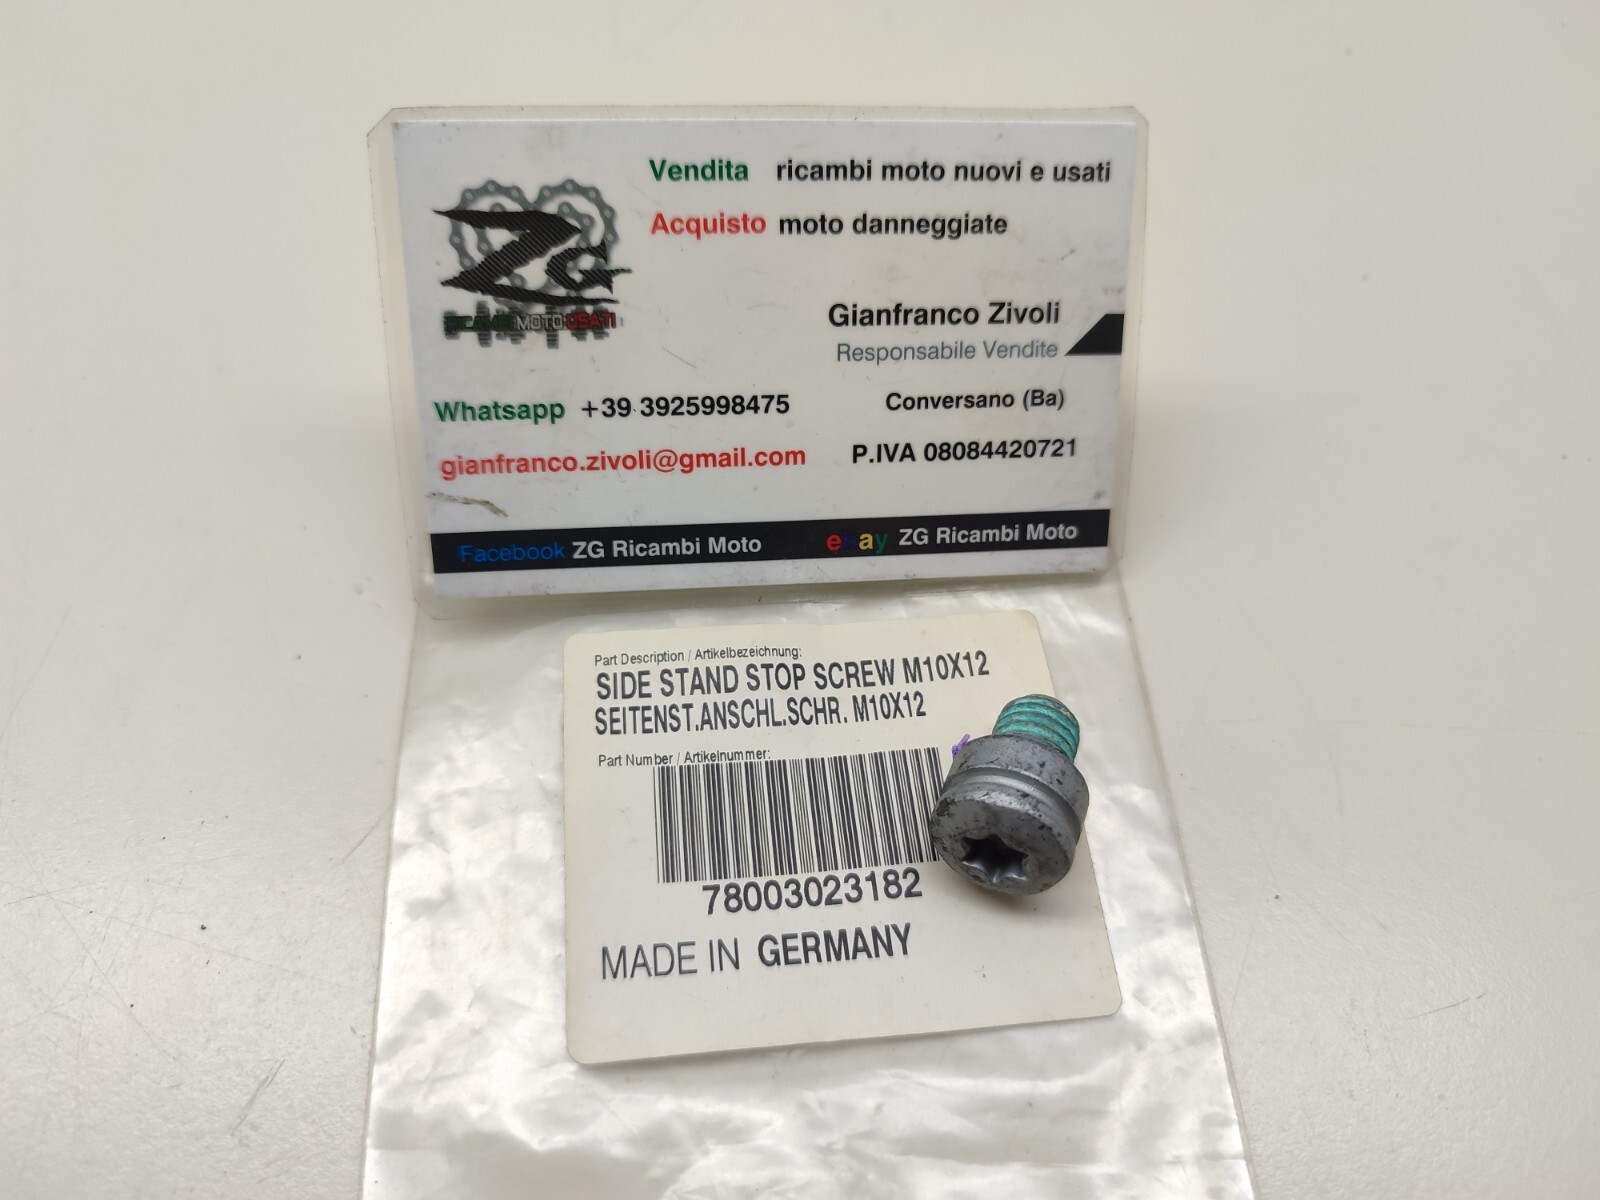 Vendita ricambi moto nuovi e usati
Acquisto moto danneggiate
ZG
RICAMBI MOTO USATI
Gianfranco Zivoli
Responsabile Vendite
Whatsapp +39 3925998475
Conversano (Ba)
gianfranco.zivoli@gmail.com
P.IVA 08084420721
Facebook ZG Ricambi Moto
ebay ZG Ricambi Moto
Part Description / Artikelbezeichnung:
SIDE STAND STOP SCREW M10X12
SEITENST.ANSCHL.SCHR. M10X12
Part Number / Artikelnummer:
78003023182
MADE IN GERMANY